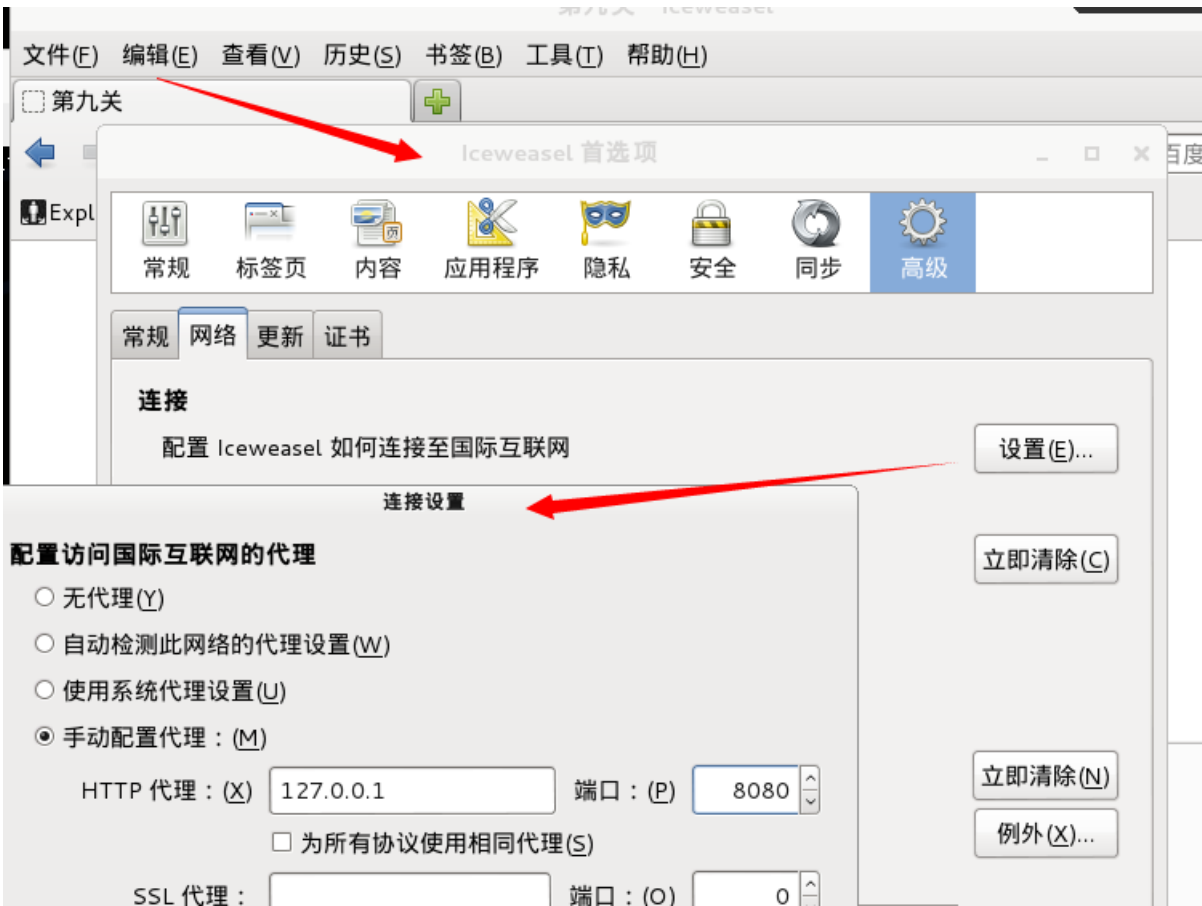 第九关 Iceweasel
文件(F) 编辑(E) 查看(V) 历史(S) 书签(B) 工具(T) 帮助(H)
第九关
Iceweasel 首选项
百度
Expl
页
常规 标签页 内容 应用程序 隐私 安全 同步 高级
常规 网络 更新 证书
连接
配置 Iceweasel 如何连接至国际互联网 设置(E)...
连接设置
配置访问国际互联网的代理
立即清除(C)
无代理(Y)
自动检测此网络的代理设置(W)
使用系统代理设置(U)
手动配置代理：(M)
HTTP 代理：(X) 127.0.0.1 端口：(P) 8080
立即清除(N)
为所有协议使用相同代理(S)
例外(X)...
SSL 代理： 端口：(O) 0